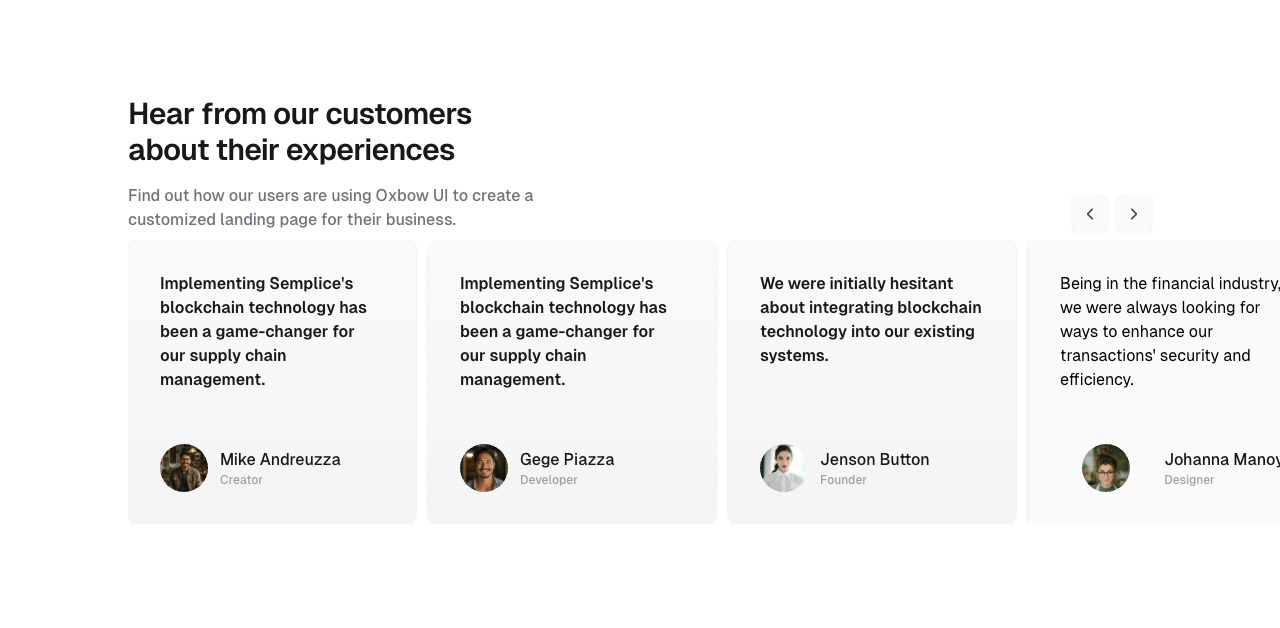 Hear from our customers
about their experiences
Find out how our users are using Oxbow UI to create a
customized landing page for their business.
Implementing Semplice's
blockchain technology has
been a game-changer for
our supply chain
management.
Mike Andreuzza
Creator
Implementing Semplice's
blockchain technology has
been a game-changer for
our supply chain
management.
Gege Piazza
Developer
We were initially hesitant
about integrating blockchain
technology into our existing
systems.
Jenson Button
Founder
Being in the financial industry,
we were always looking for
ways to enhance our
transactions' security and
efficiency.
Johanna Manoy
Designer